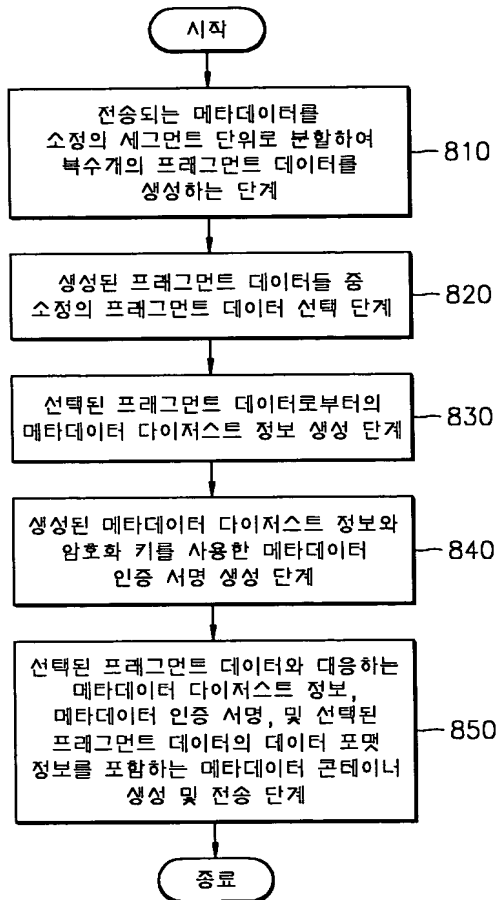 시작
전송되는 메타데이터를
소정의 세그먼트 단위로 분할하여
복수개의 프래그먼트 데이터를
생성하는 단계
810
생성된 프래그먼트 데이터들 중
소정의 프래그먼트 데이터 선택 단계
820
선택된 프래그먼트 데이터로부터의
메타데이터 다이저스트 정보 생성 단계
830
생성된 메타데이터 다이저스트 정보와
암호화 키를 사용한 메타데이터
인증 서명 생성 단계
840
선택된 프래그먼트 데이터와 대응하는
메타데이터 다이저스트 정보,
메타데이터 인증 서명, 및 선택된
프래그먼트 데이터의 데이터 포맷
정보를 포함하는 메타데이터 콘테이너
생성 및 전송 단계
850
종료